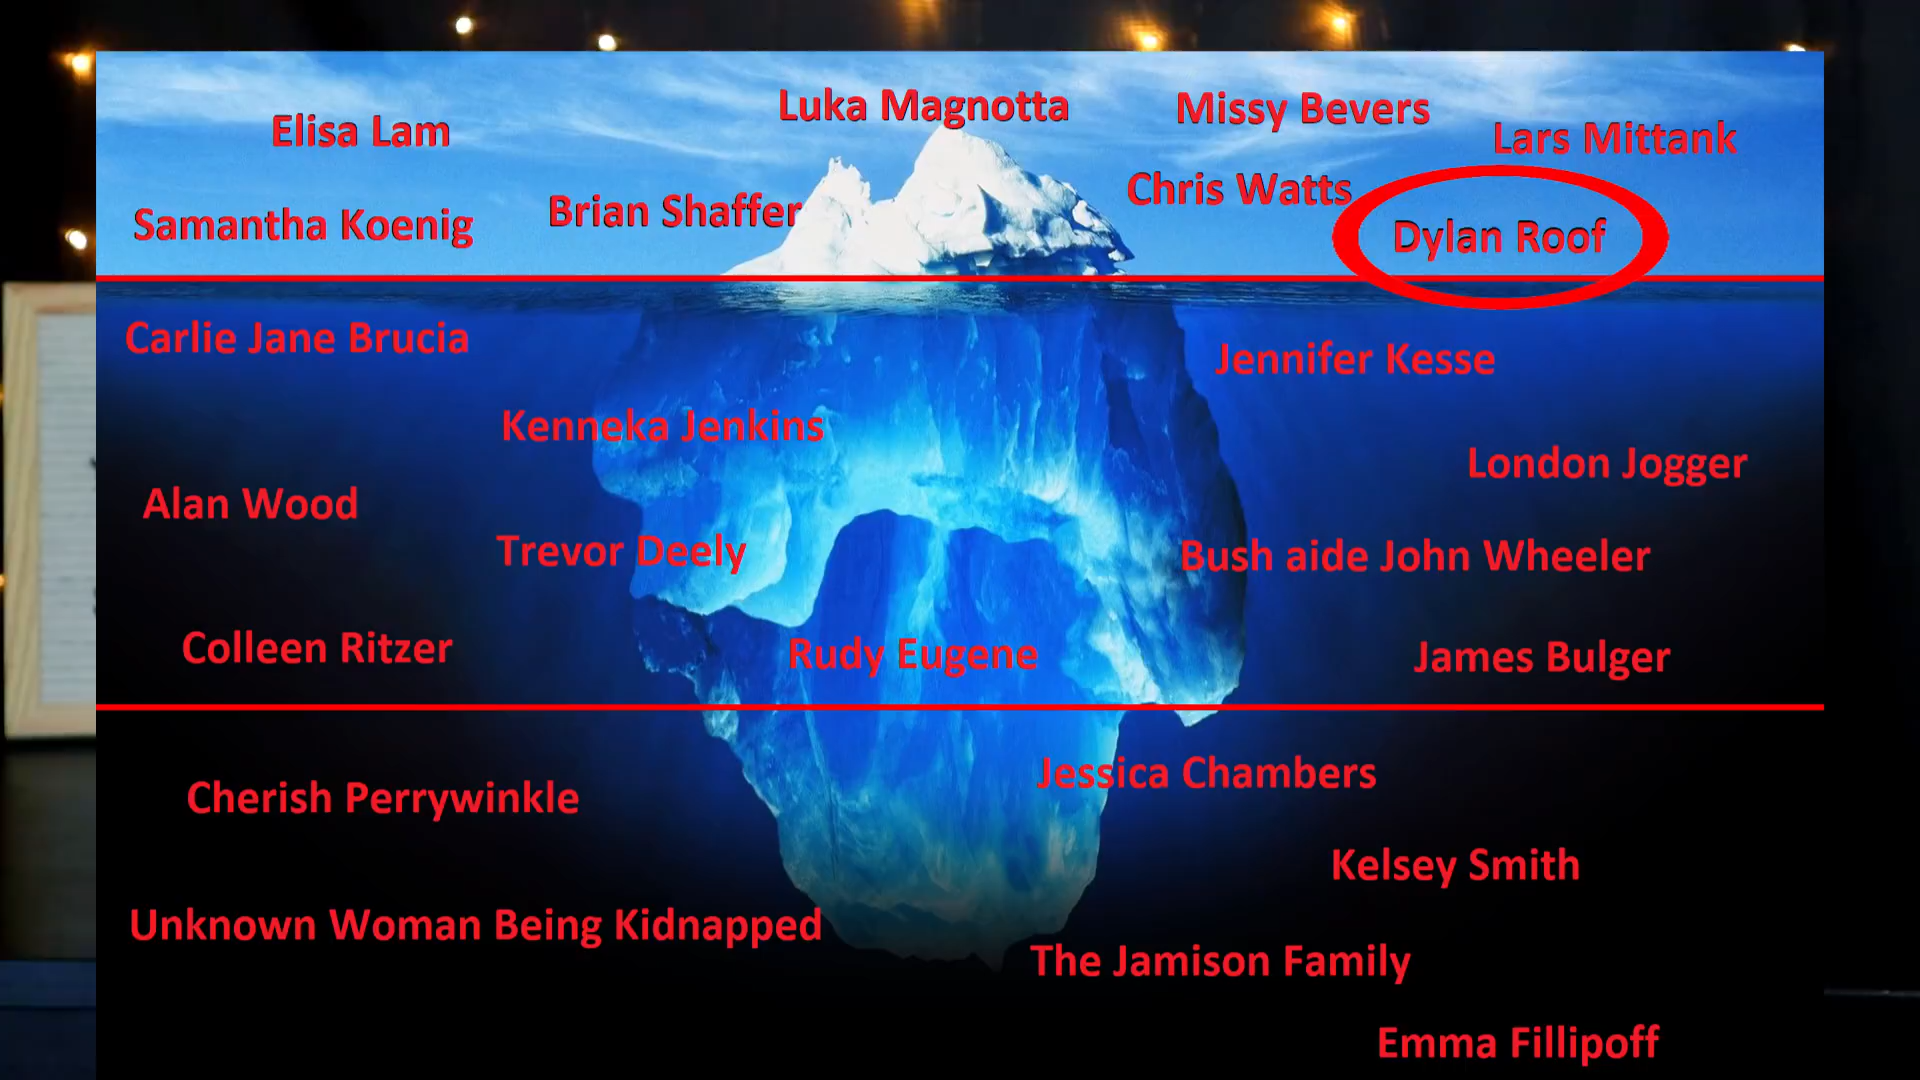 Elisa Lam
Luka Magnotta
Missy Bevers
Lars Mittank
Samantha Koenig
Brian Shaffer
Chris Watts
Dylan Roof
Carlie Jane Brucia
Jennifer Kesse
Kenneka Jenkins
London Jogger
Alan Wood
Trevor Deely
Bush aide John Wheeler
Colleen Ritzer
Rudy Eugene
James Bulger
Cherish Perrywinkle
Jessica Chambers
Kelsey Smith
Unknown Woman Being Kidnapped
The Jamison Family
Emma Fillipoff